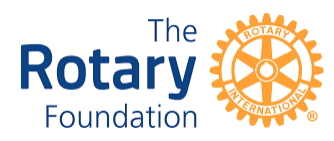 The
Rotary
Foundation
ROTARY
INTERNATIONAL
®